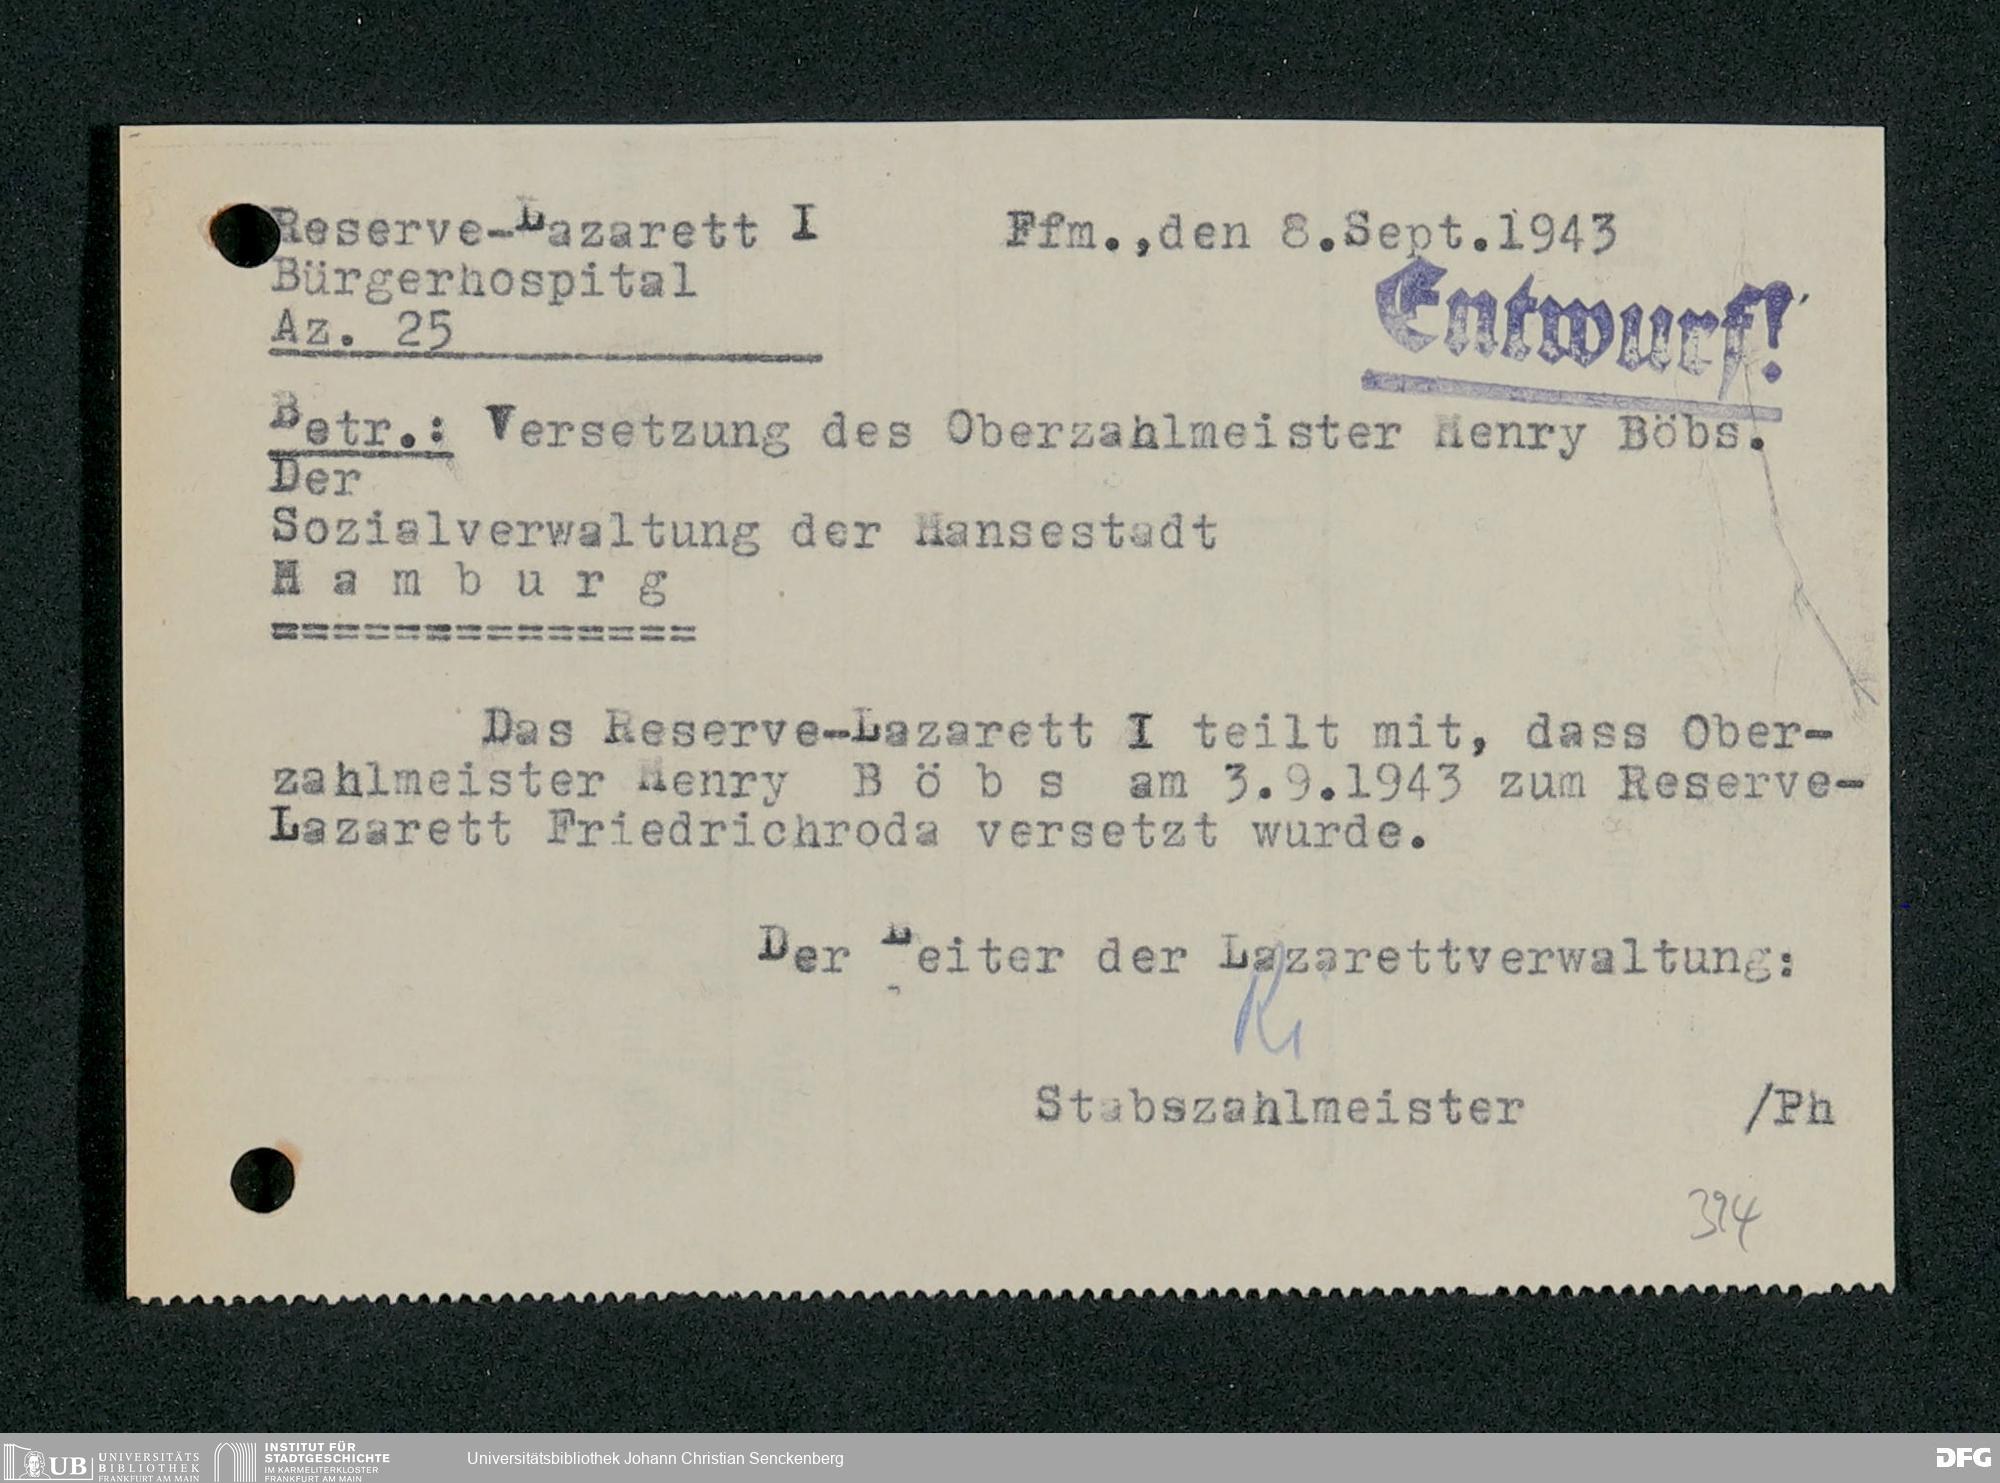 Reserve-Lazarett I Ffm.,den 8.Sept.1943
Bürgerhospital
Az. 25
Entwurf!
Betr.: Versetzung des Oberzahlmeister Henry Böbs.
Der
Sozialverwaltung der Hansestadt
H a m b u r g
==============
Das Reserve-Lazarett I teilt mit, dass Ober-
zahlmeister Henry B ö b s am 3.9.1943 zum Reserve-
Lazarett Friedrichroda versetzt wurde.
Der Leiter der Lazarettverwaltung:
Stabszahlmeister /Ph
394
UB UNIVERSITÄTS
BIBLIOTHEK
FRANKFURT AM MAIN
INSTITUT FÜR
STADTGESCHICHTE
IM KARMELITERKLOSTER
FRANKFURT AM MAIN
Universitätsbibliothek Johann Christian Senckenberg
DFG